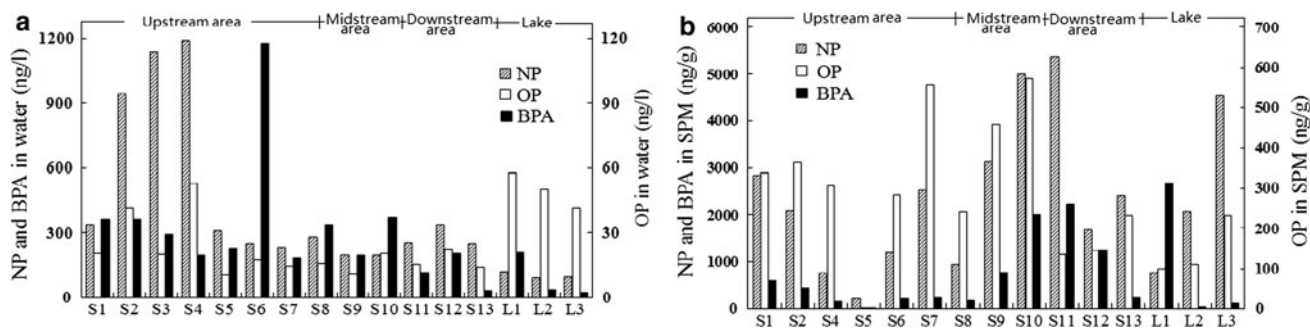 a
Upstream area
Midstream area
Downstream area
Lake
1200
900
600
300
0
NP and BPA in water (ng/l)
120
90
60
30
0
OP in water (ng/l)
NP
OP
BPA
S1 S2 S3 S4 S5 S6 S7 S8 S9 S10 S11 S12 S13 L1 L2 L3
b
Upstream area
Midstream area
Downstream area
Lake
6000
5000
4000
3000
2000
1000
0
NP and BPA in SPM (ng/g)
700
600
500
400
300
200
100
0
OP in SPM (ng/g)
NP
OP
BPA
S1 S2 S4 S5 S6 S7 S8 S9 S10 S11 S12 S13 L1 L2 L3